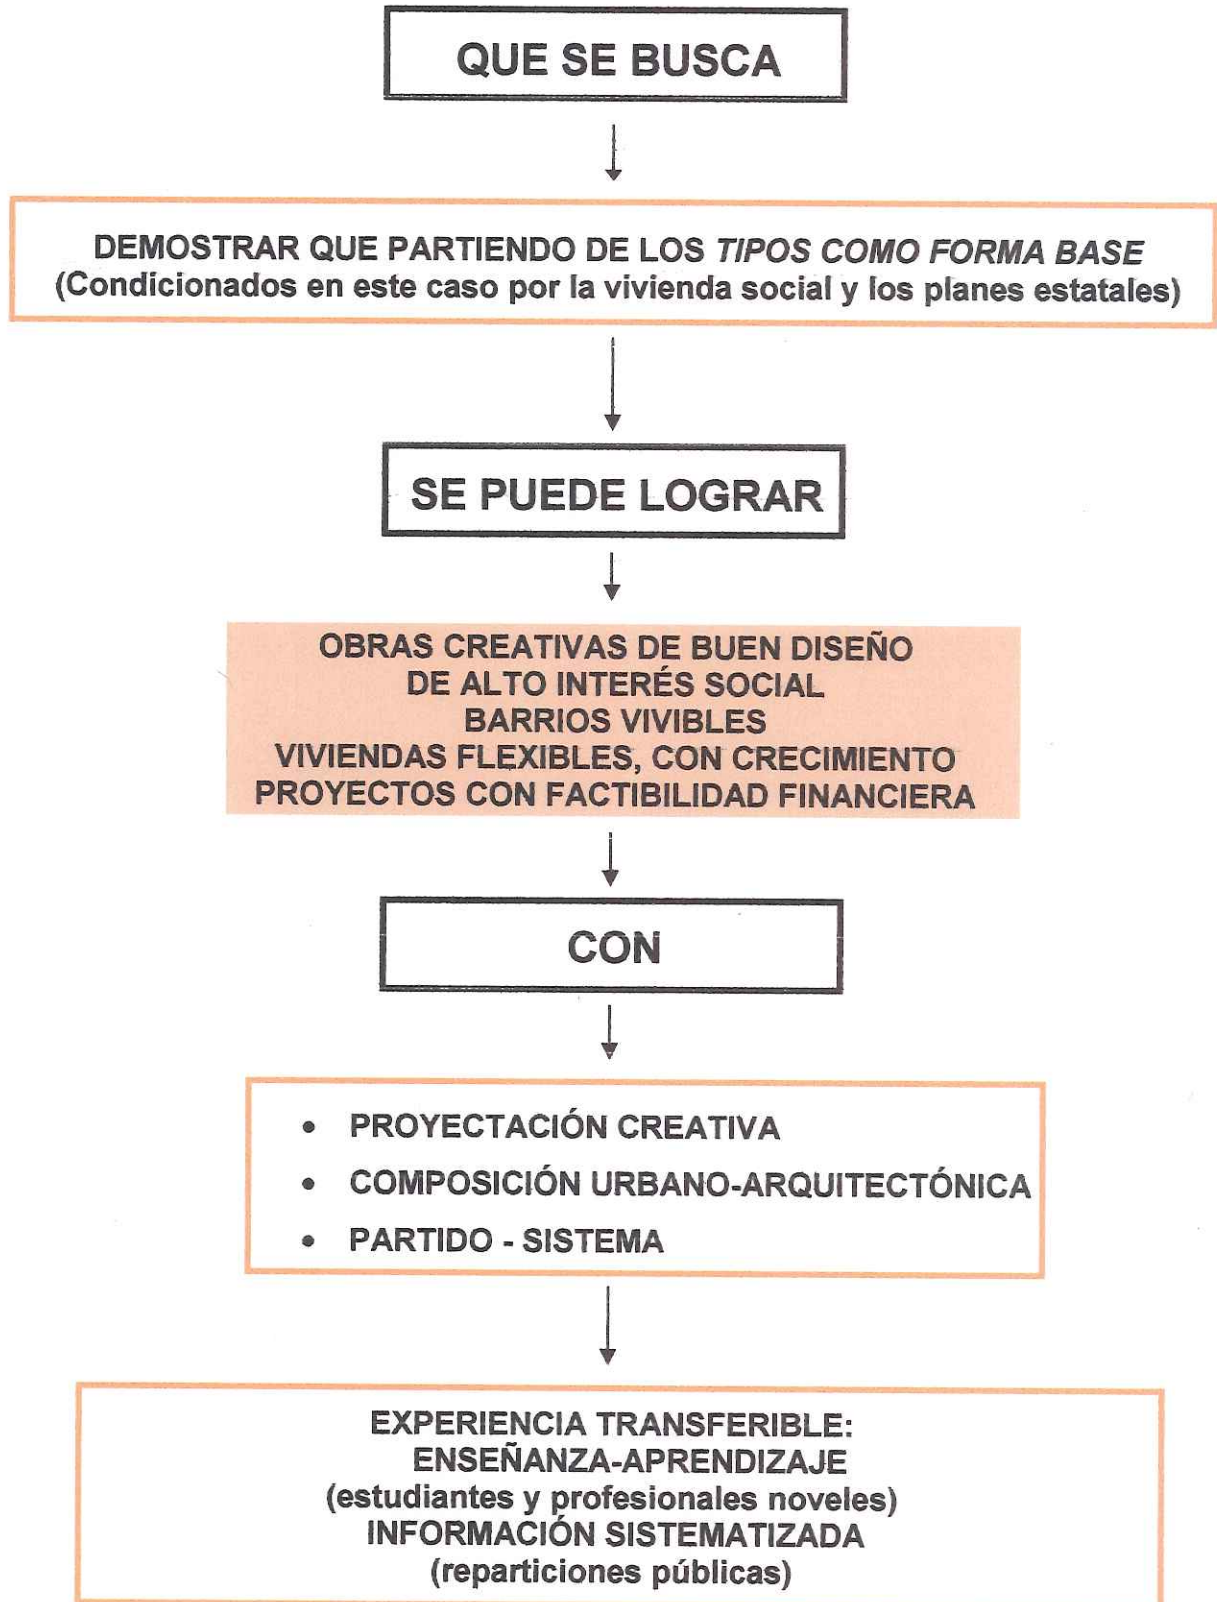 QUE SE BUSCA
DEMOSTRAR QUE PARTIENDO DE LOS TIPOS COMO FORMA BASE
(Condicionados en este caso por la vivienda social y los planes estatales)
SE PUEDE LOGRAR
OBRAS CREATIVAS DE BUEN DISEÑO
DE ALTO INTERÉS SOCIAL
BARRIOS VIVIBLES
VIVIENDAS FLEXIBLES, CON CRECIMIENTO
PROYECTOS CON FACTIBILIDAD FINANCIERA
CON
• PROYECTACIÓN CREATIVA
• COMPOSICIÓN URBANO-ARQUITECTÓNICA
• PARTIDO - SISTEMA
EXPERIENCIA TRANSFERIBLE:
ENSEÑANZA-APRENDIZAJE
(estudiantes y profesionales noveles)
INFORMACIÓN SISTEMATIZADA
(reparticiones públicas)